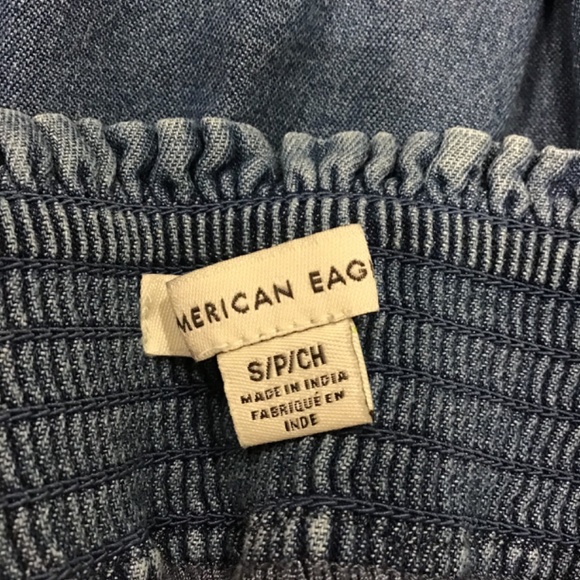 MERICAN EAG
S/P/CH
MADE IN INDIA
FABRIQUÉ EN
INDE